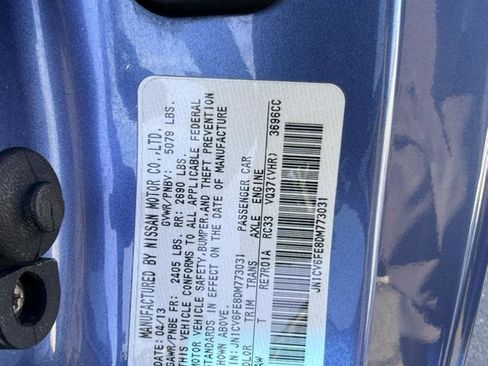 MANUFACTURED BY NISSAN MOTOR CO.,LTD.
DATE: 04/13 GVWR/PNBV: 5079 LBS.
GAWR/PNBE FR: 2405 LBS. RR: 2690 LBS.
THIS VEHICLE CONFORMS TO ALL APPLICABLE FEDERAL
MOTOR VEHICLE SAFETY,BUMPER,AND THEFT PREVENTION
STANDARDS IN EFFECT ON THE DATE OF MANUFACTURE
SHOWN ABOVE.
JN1CV6FE8DM773031 PASSENGER CAR
COLOR TRIM TRANS AXLE ENGINE
RAW T RE7R01A RC33 VQ37(VHR) 3696CC
JN1CV6FE8DM773031